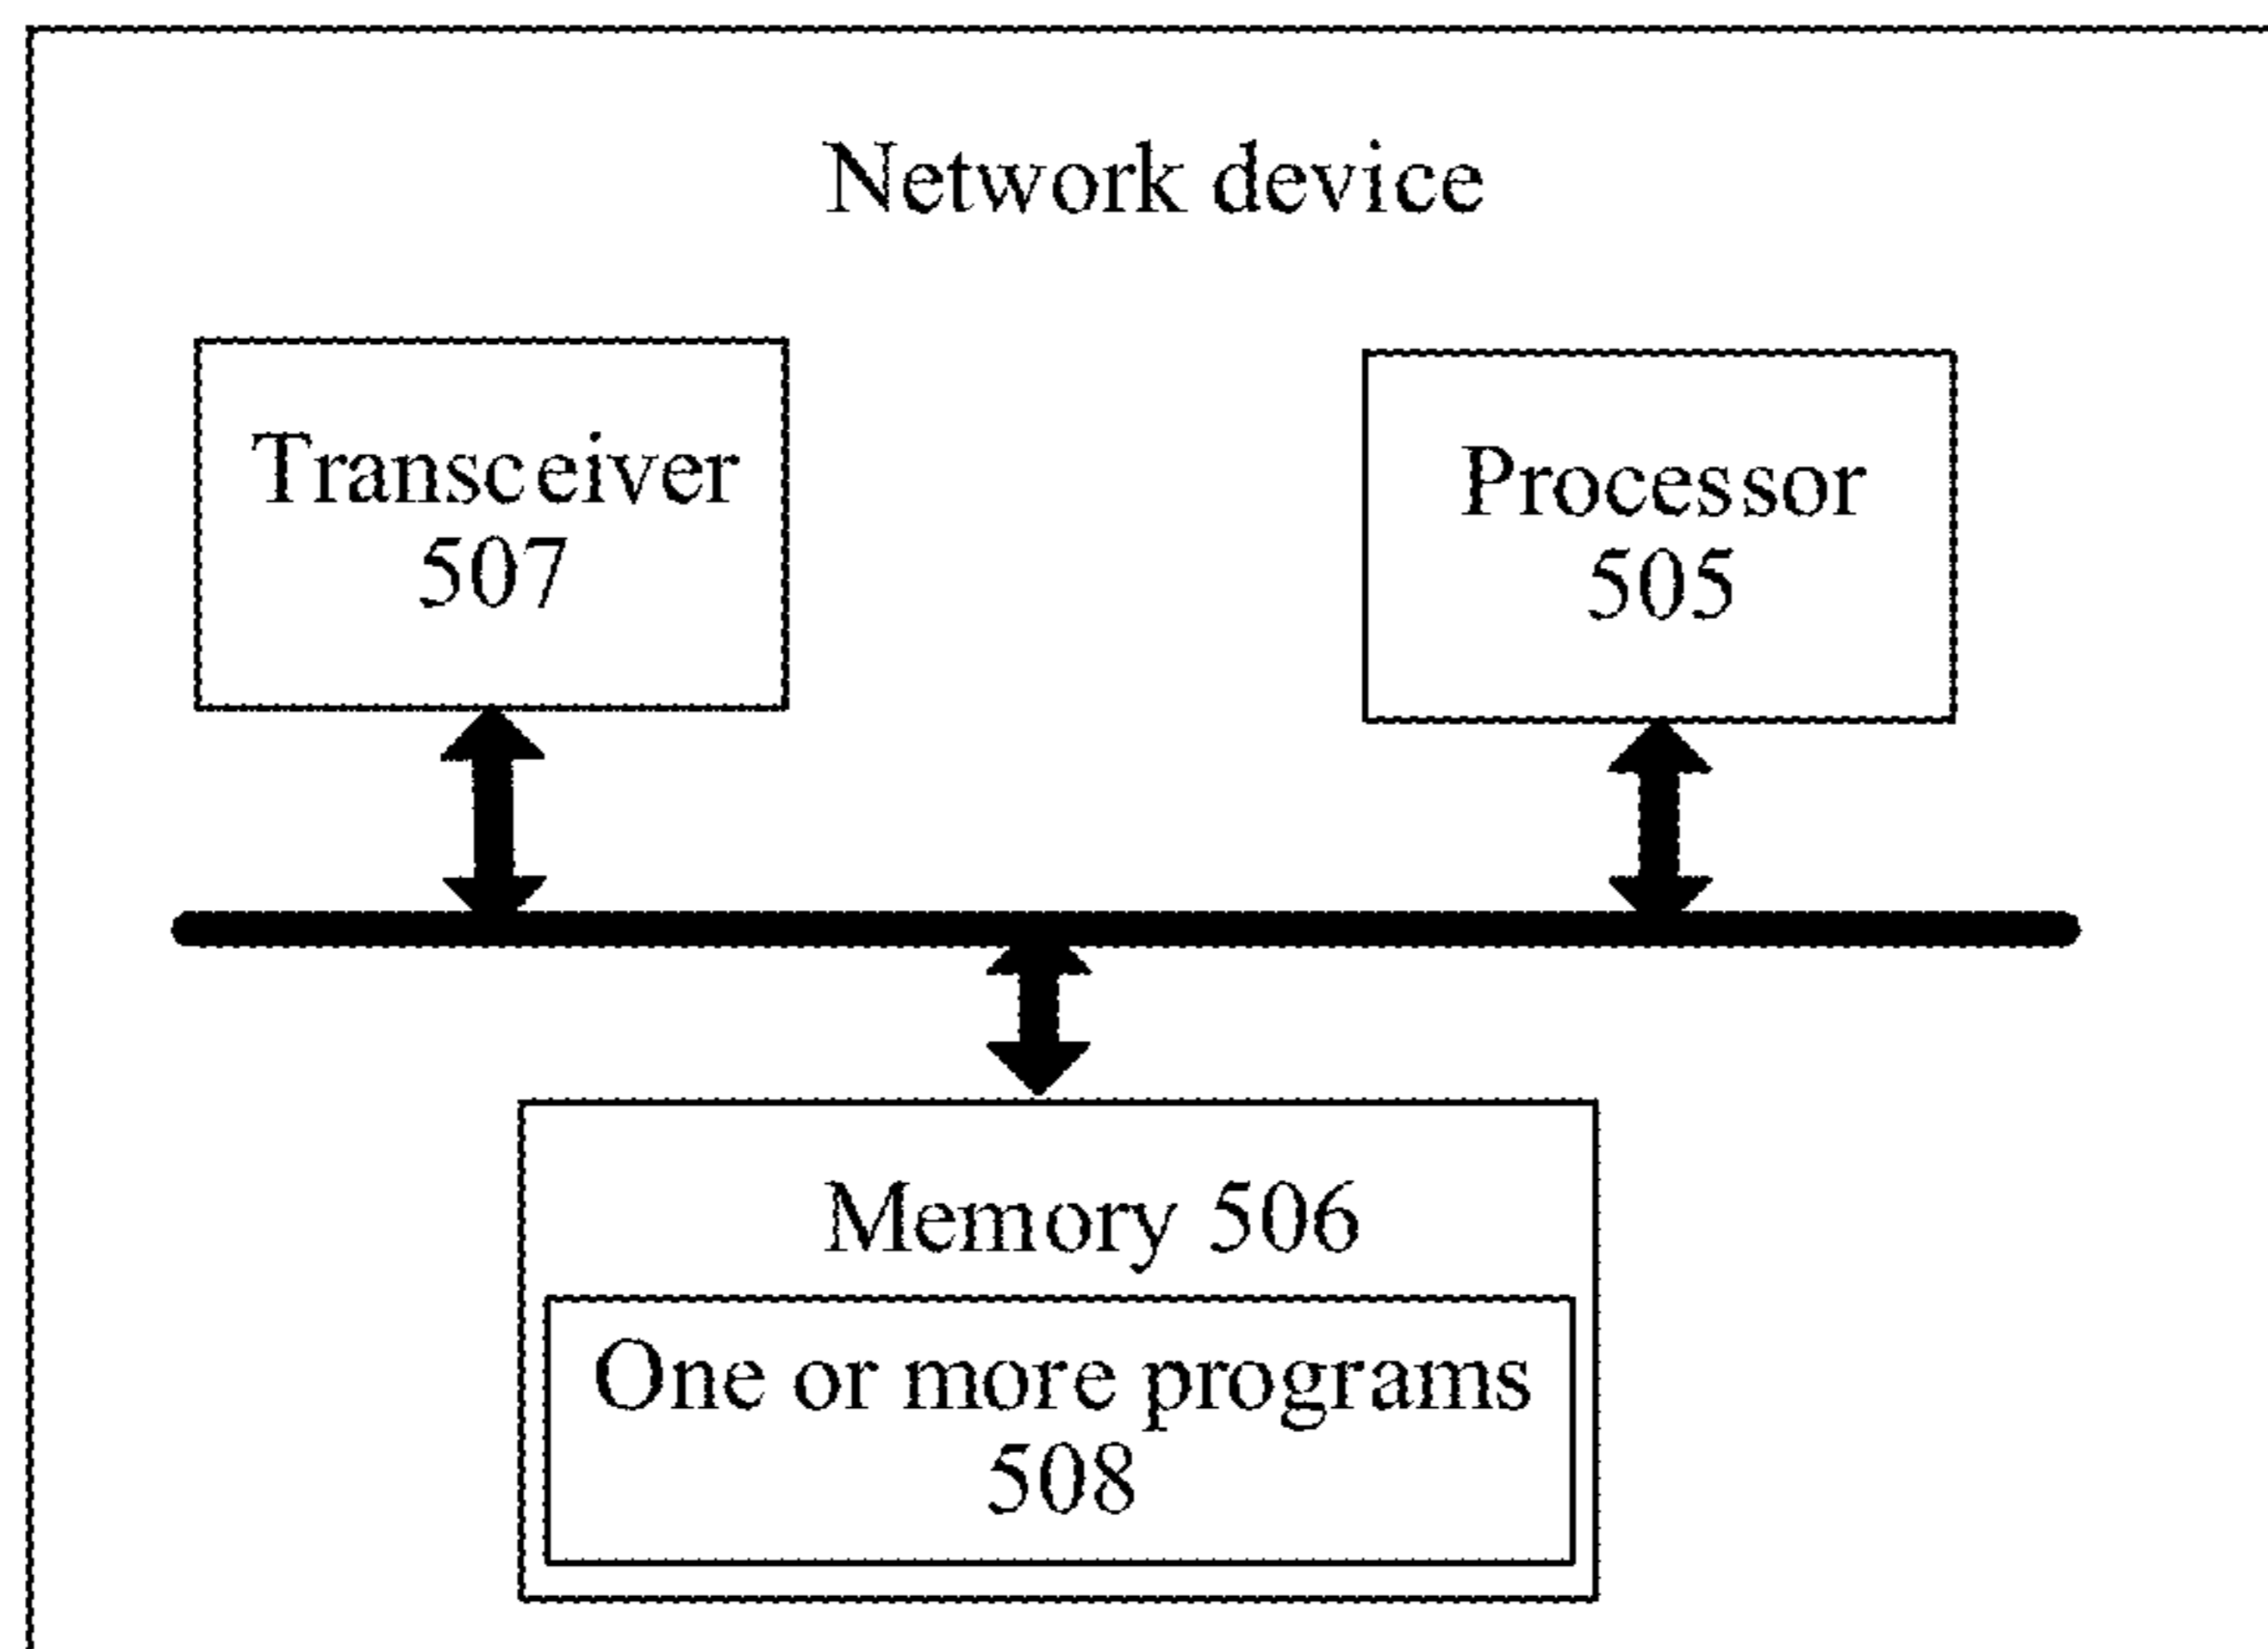 Network device
Transceiver
507
Processor
505
Memory 506
One or more programs
508